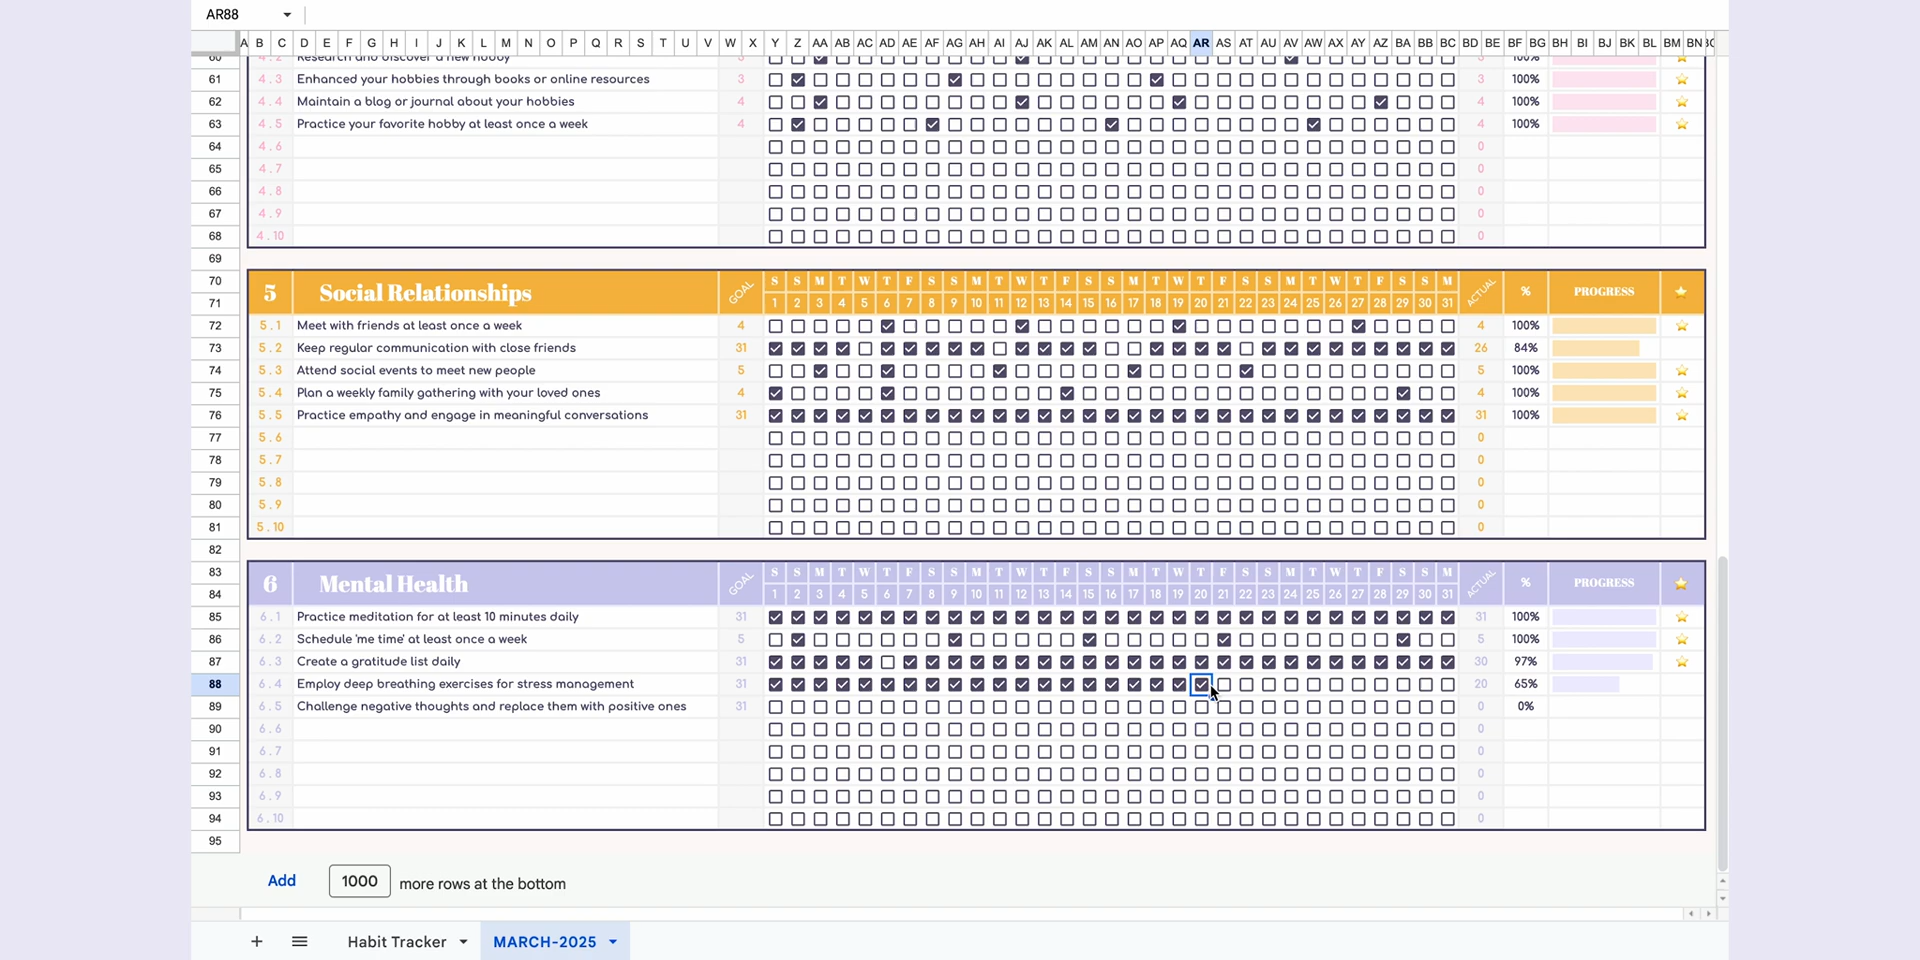 AR88
A B C D E F G H I J K L M N O P Q R S T U V W X Y Z AA AB AC AD AE AF AG AH AI AJ AK AL AM AN AO AP AQ AR AS AT AU AV AW AX AY AZ BA BB BC BD BE BF BG BH BI BJ BK BL BM BN
60 4.2 Research and discover a new hobby 3 3 100%
61 4.3 Enhanced your hobbies through books or online resources 3 3 100%
62 4.4 Maintain a blog or journal about your hobbies 4 4 100%
63 4.5 Practice your favorite hobby at least once a week 4 4 100%
64 4.6 0
65 4.7 0
66 4.8 0
67 4.9 0
68 4.10 0
69
70 5 Social Relationships GOAL S S M T W T F S S M T W T F S S M T W T F S S M T W T F S S M ACTUAL % PROGRESS
71 1 2 3 4 5 6 7 8 9 10 11 12 13 14 15 16 17 18 19 20 21 22 23 24 25 26 27 28 29 30 31
72 5.1 Meet with friends at least once a week 4 4 100%
73 5.2 Keep regular communication with close friends 31 26 84%
74 5.3 Attend social events to meet new people 5 5 100%
75 5.4 Plan a weekly family gathering with your loved ones 4 4 100%
76 5.5 Practice empathy and engage in meaningful conversations 31 31 100%
77 5.6 0
78 5.7 0
79 5.8 0
80 5.9 0
81 5.10 0
82
83 6 Mental Health GOAL S S M T W T F S S M T W T F S S M T W T F S S M T W T F S S M ACTUAL % PROGRESS
84 1 2 3 4 5 6 7 8 9 10 11 12 13 14 15 16 17 18 19 20 21 22 23 24 25 26 27 28 29 30 31
85 6.1 Practice meditation for at least 10 minutes daily 31 31 100%
86 6.2 Schedule 'me time' at least once a week 5 5 100%
87 6.3 Create a gratitude list daily 31 30 97%
88 6.4 Employ deep breathing exercises for stress management 31 20 65%
89 6.5 Challenge negative thoughts and replace them with positive ones 31 0 0%
90 6.6 0
91 6.7 0
92 6.8 0
93 6.9 0
94 6.10 0
95
Add 1000 more rows at the bottom
Habit Tracker MARCH-2025